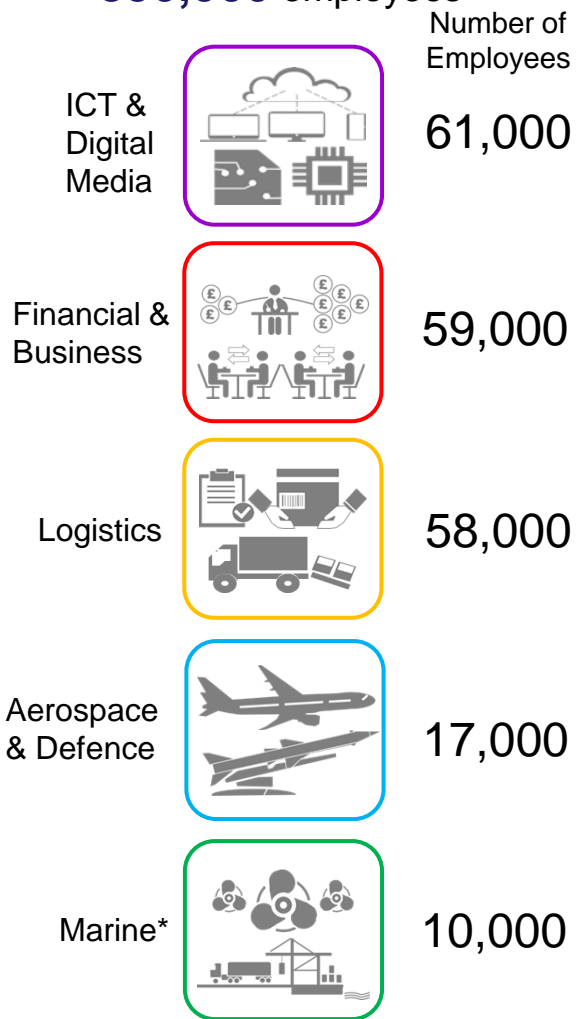 employees
Number of
Employees
ICT &
Digital
Media
61,000
££
££
££
££
£
Financial &
Business
59,000
Logistics
58,000
Aerospace
& Defence
17,000
Marine*
10,000